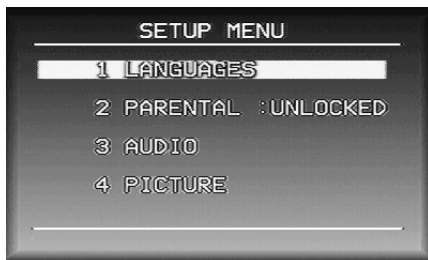 SETUP MENU
1 LANGUAGES
2 PARENTAL :UNLOCKED
3 AUDIO
4 PICTURE